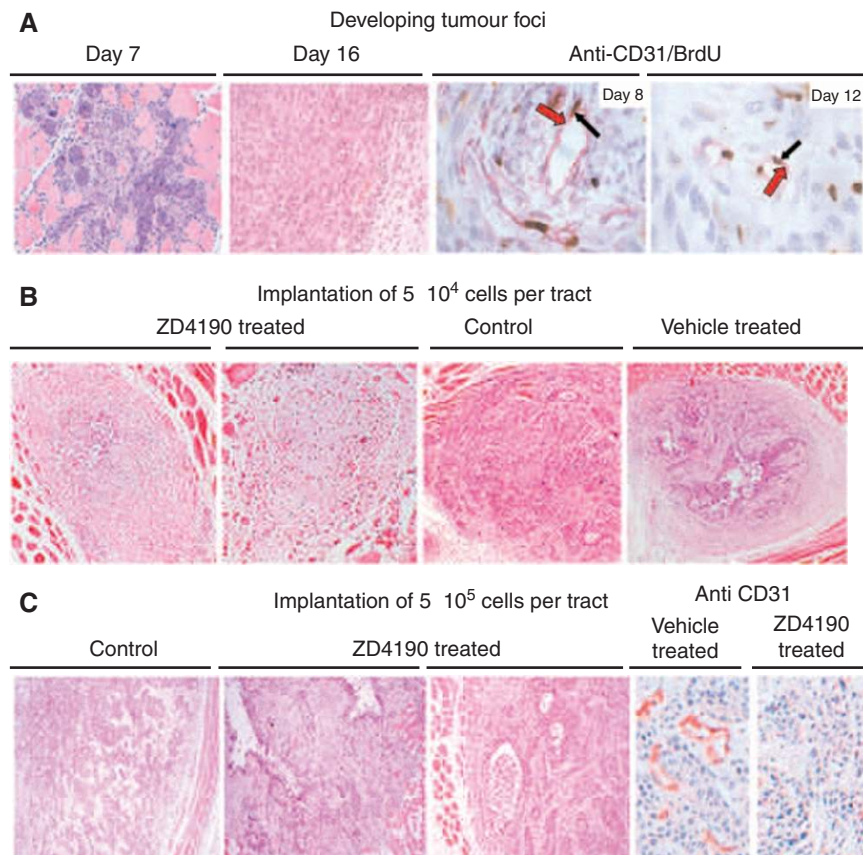 A
Developing tumour foci
Day 7
Day 16
Anti-CD31/BrdU
Day 8
Day 12
B
Implantation of 5 10⁴ cells per tract
ZD4190 treated
Control
Vehicle treated
C
Implantation of 5 10⁵ cells per tract
Anti CD31
Control
ZD4190 treated
Vehicle
treated
ZD4190
treated